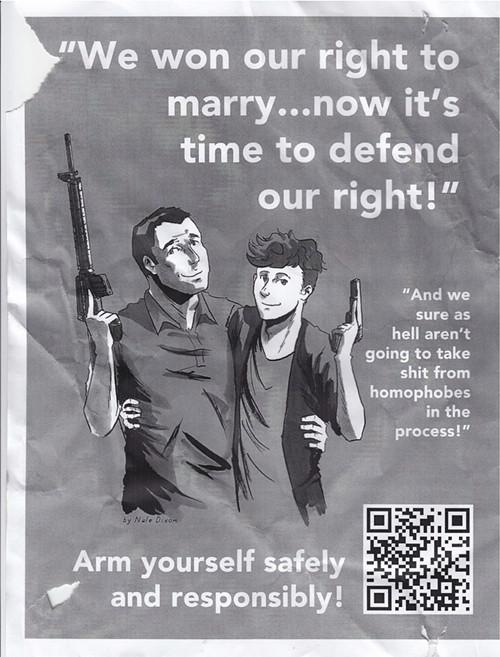 "We won our right to
marry...now it's
time to defend
our right!"
"And we
sure as
hell aren't
going to take
shit from
homophobes
in the
process!"
by Nate Dixon
Arm yourself safely
and responsibly!